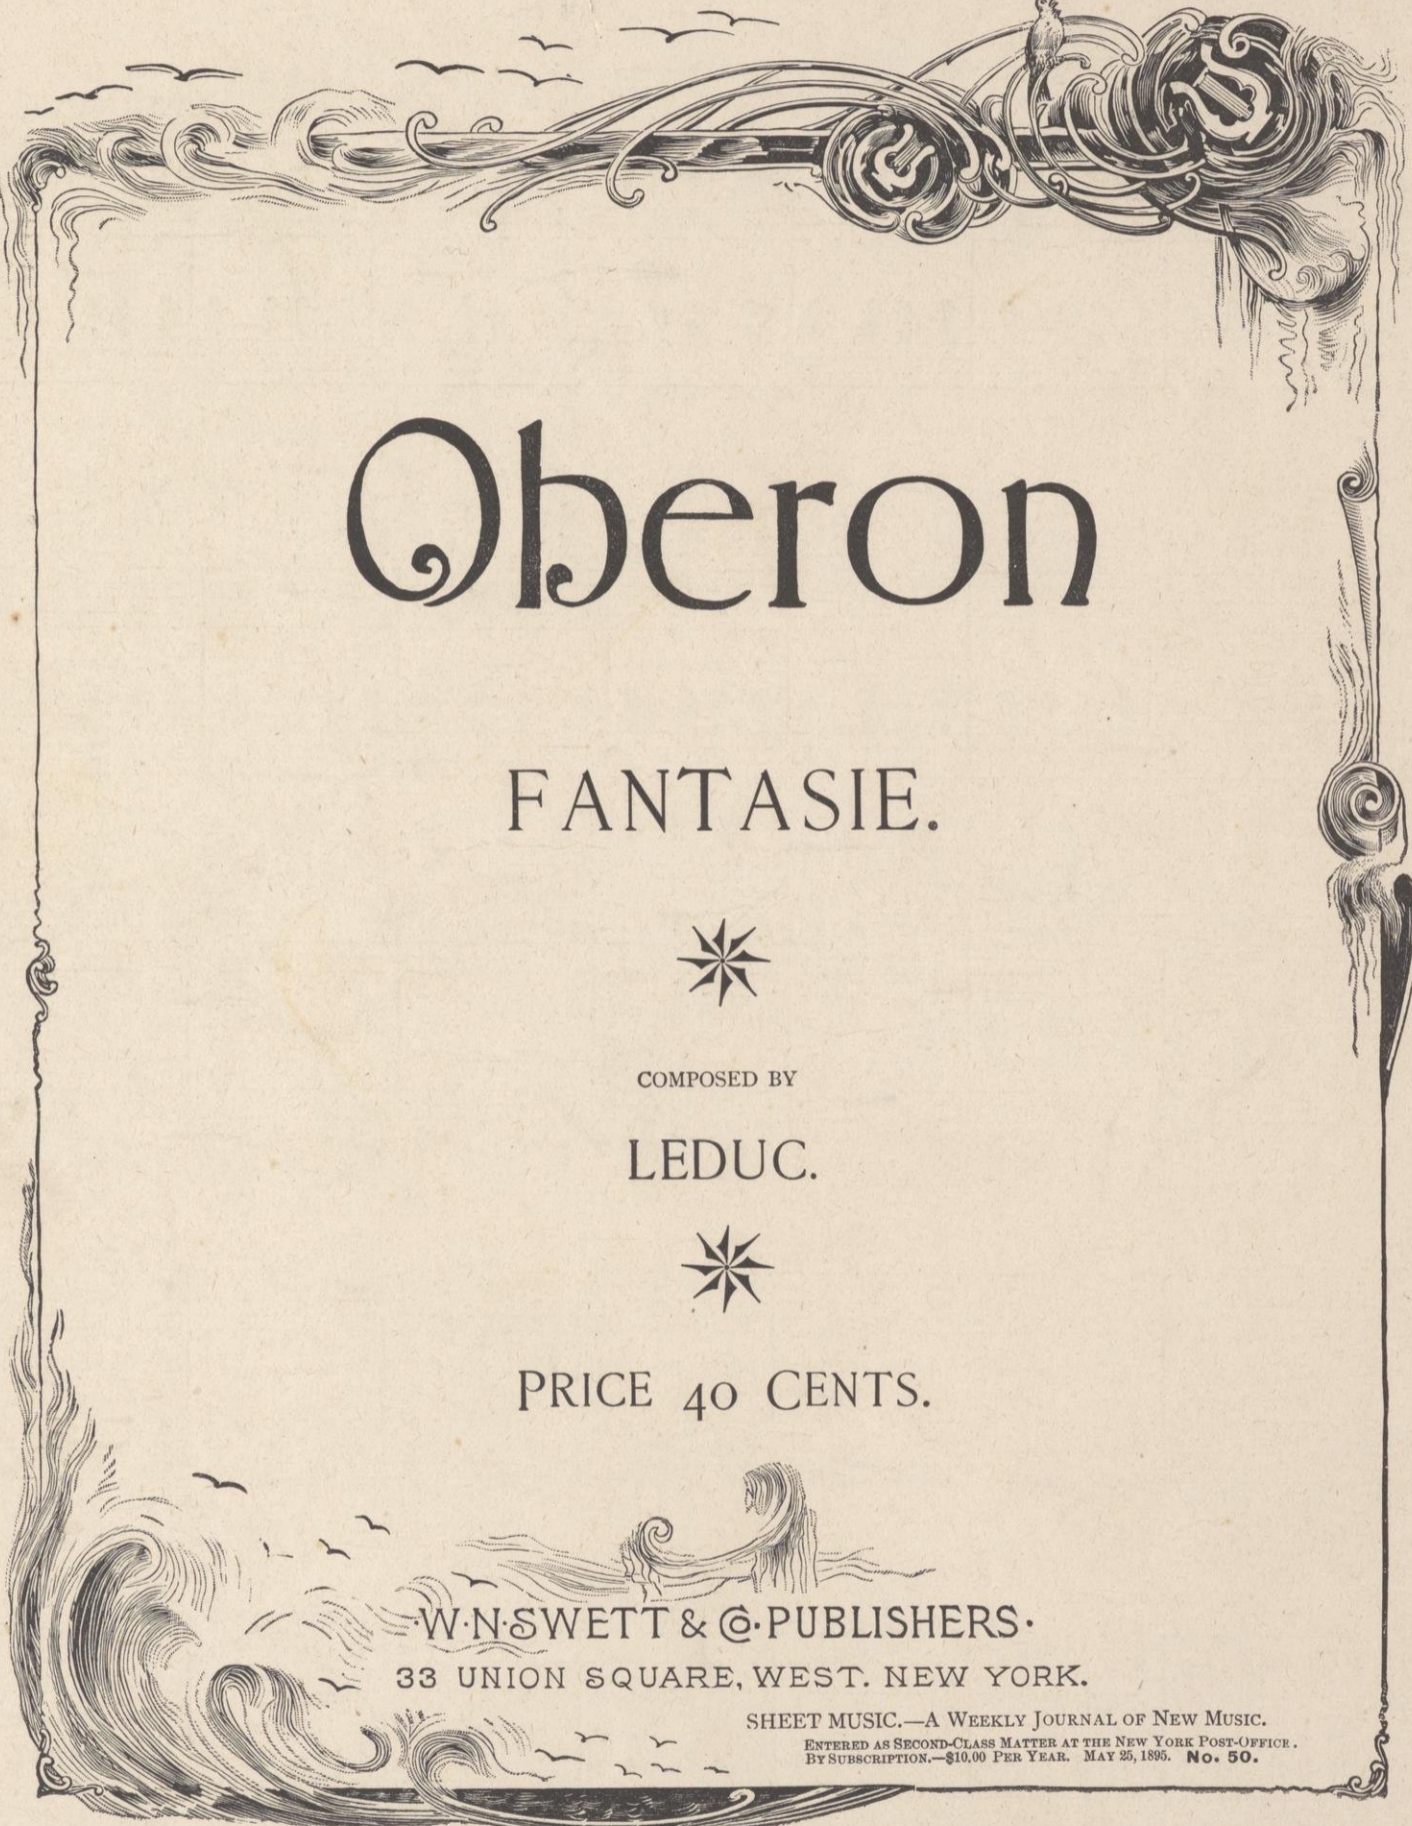 Oberon
FANTASIE.
COMPOSED BY
LEDUC.
PRICE 40 CENTS.
·W·N·SWETT & Co·PUBLISHERS·
33 UNION SQUARE, WEST. NEW YORK.
SHEET MUSIC.—A WEEKLY JOURNAL OF NEW MUSIC.
ENTERED AS SECOND-CLASS MATTER AT THE NEW YORK POST-OFFICE.
BY SUBSCRIPTION.—$10.00 PER YEAR. MAY 25, 1895. No. 50.